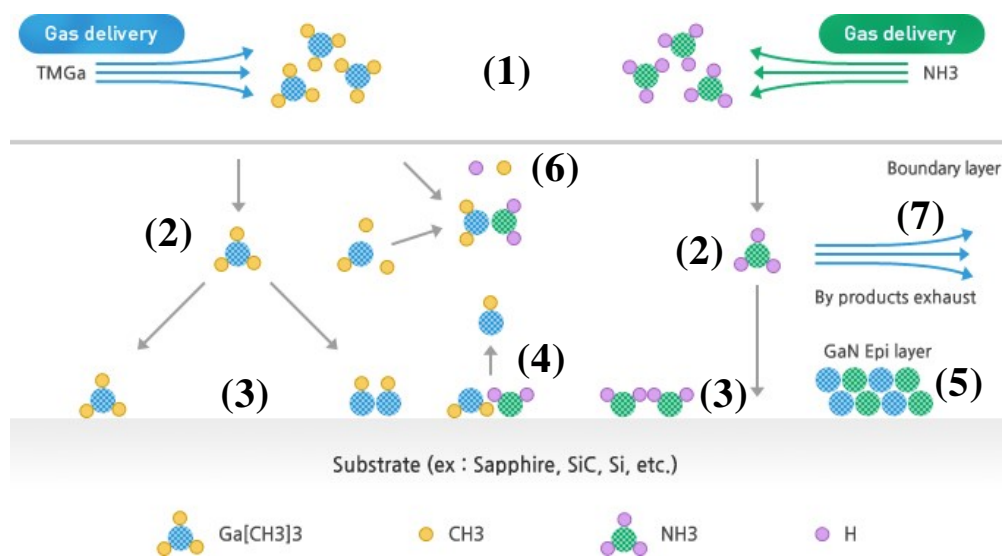 Gas delivery
TMGa
(1)
Gas delivery
NH3
(6)
Boundary layer
(2)
(2)
(7)
By products exhaust
(3)
(4)
(3)
GaN Epi layer
(5)
Substrate (ex : Sapphire, SiC, Si, etc.)
Ga[CH3]3
CH3
NH3
H